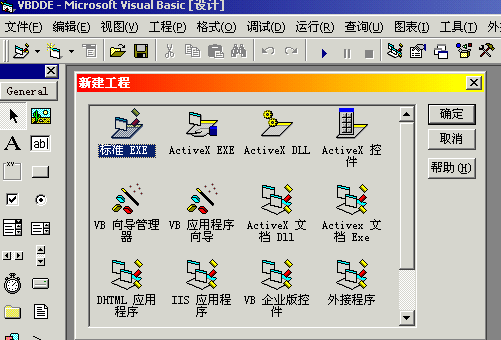 VBDDE - Microsoft Visual Basic [设计]
文件(F) 编辑(E) 视图(V) 工程(P) 格式(O) 调试(D) 运行(R) 查询(U) 图表(I) 工具(T)
新建工程
General
确定
标准 EXE ActiveX EXE ActiveX DLL ActiveX 控件
取消
帮助(H)
A ab|
XY
VB 向导管理器 VB 应用程序向导 ActiveX 文档 Dll Activex 文档 Exe
DHTML 应用程序 IIS 应用程序 VB 企业版控件 外接程序